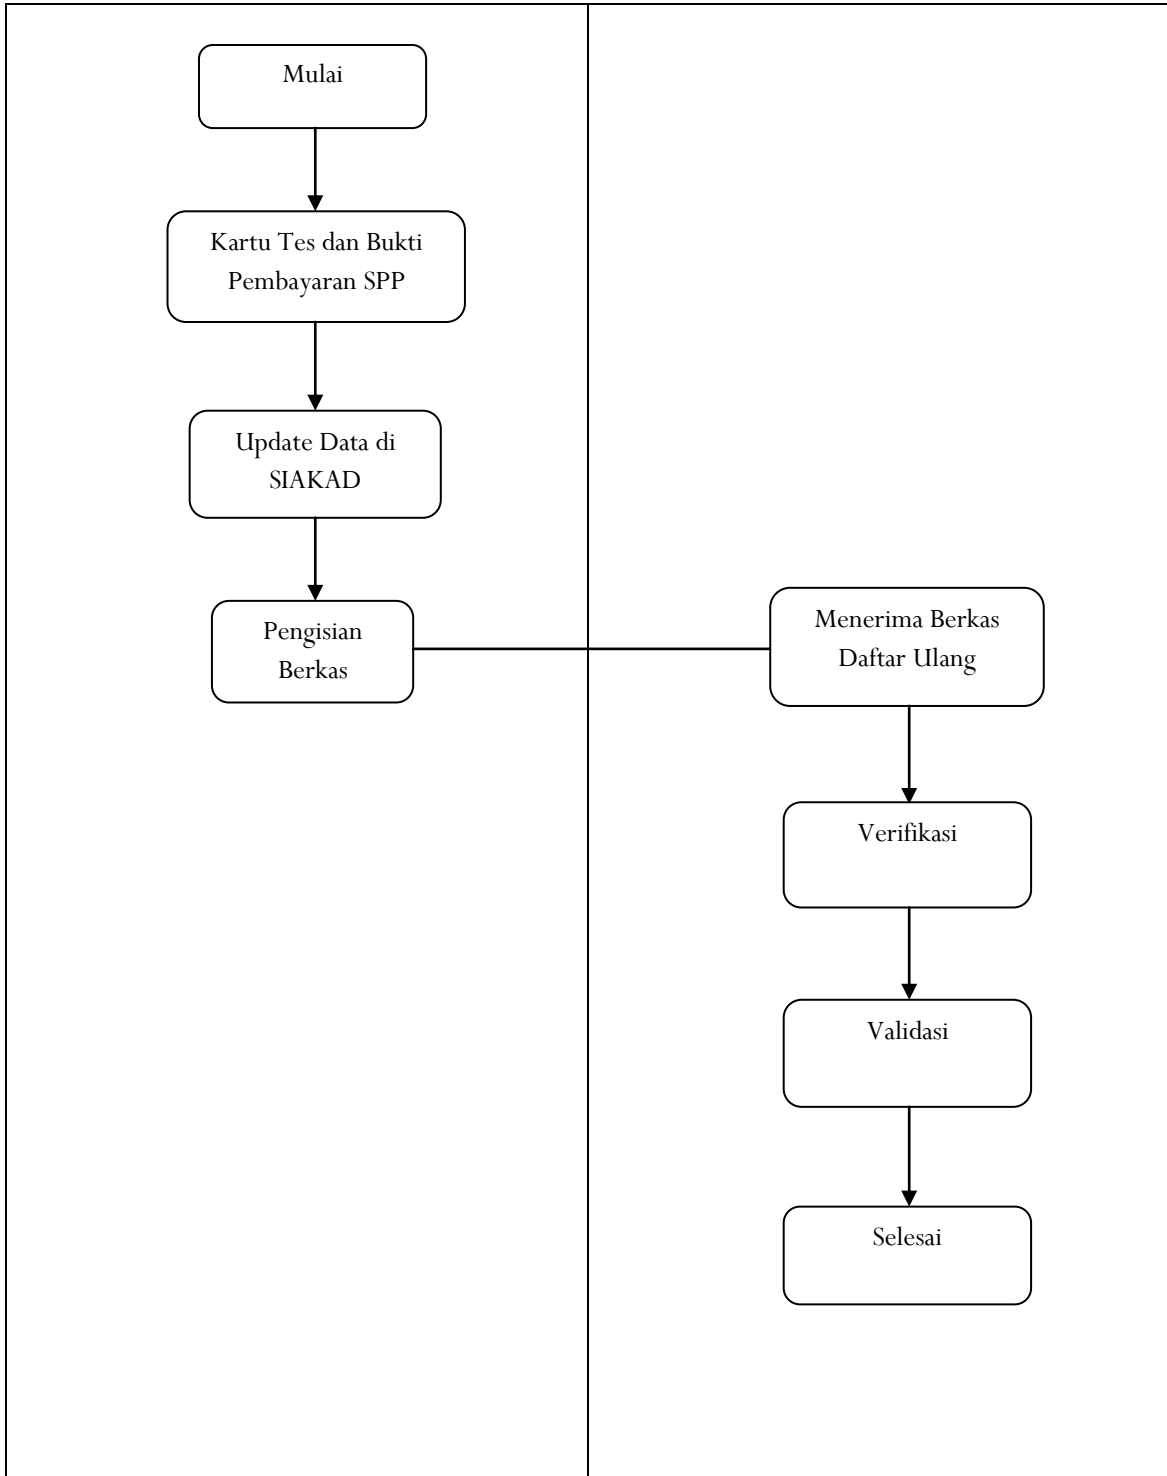 Mulai
Kartu Tes dan Bukti
Pembayaran SPP
Update Data di
SIAKAD
Pengisian
Berkas
Menerima Berkas
Daftar Ulang
Verifikasi
Validasi
Selesai